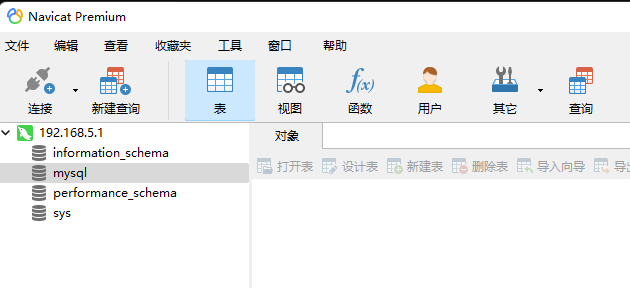 Navicat Premium
文件 编辑 查看 收藏夹 工具 窗口 帮助
f(x)
连接 新建查询 表 视图 函数 用户 其它 查询
192.168.5.1 对象
information_schema
打开表 设计表 新建表 删除表 导入向导 导出
mysql
performance_schema
sys